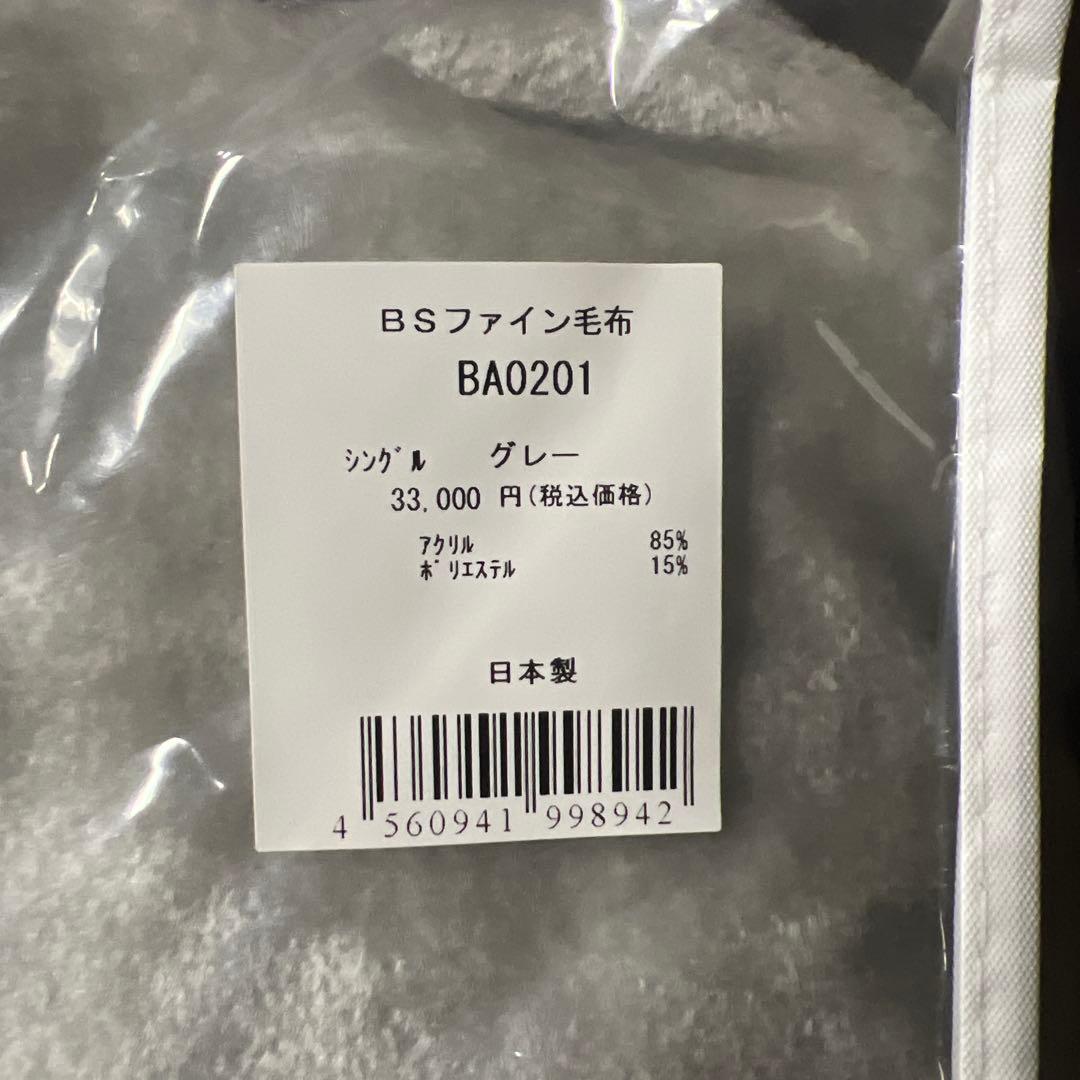 ＢＳファイン毛布
BA0201
ｼﾝｸﾞﾙ　グレー
33,000 円(税込価格)
ｱｸﾘﾙ 85%
ﾎﾟﾘｴｽﾃﾙ 15%
日本製
4 560941 998942